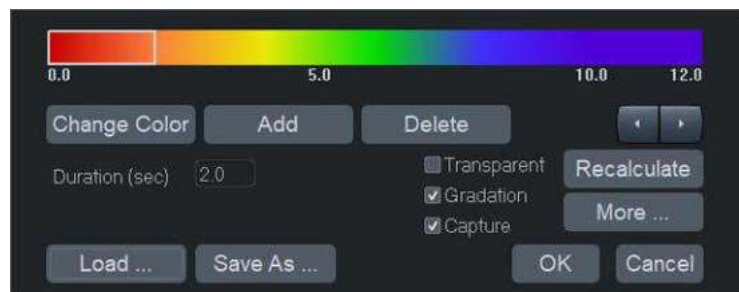 0.0 5.0 10.0 12.0
Change Color Add Delete
Duration (sec) 2.0
Transparent
Gradation
Capture
Recalculate
More ...
Load ... Save As ... OK Cancel